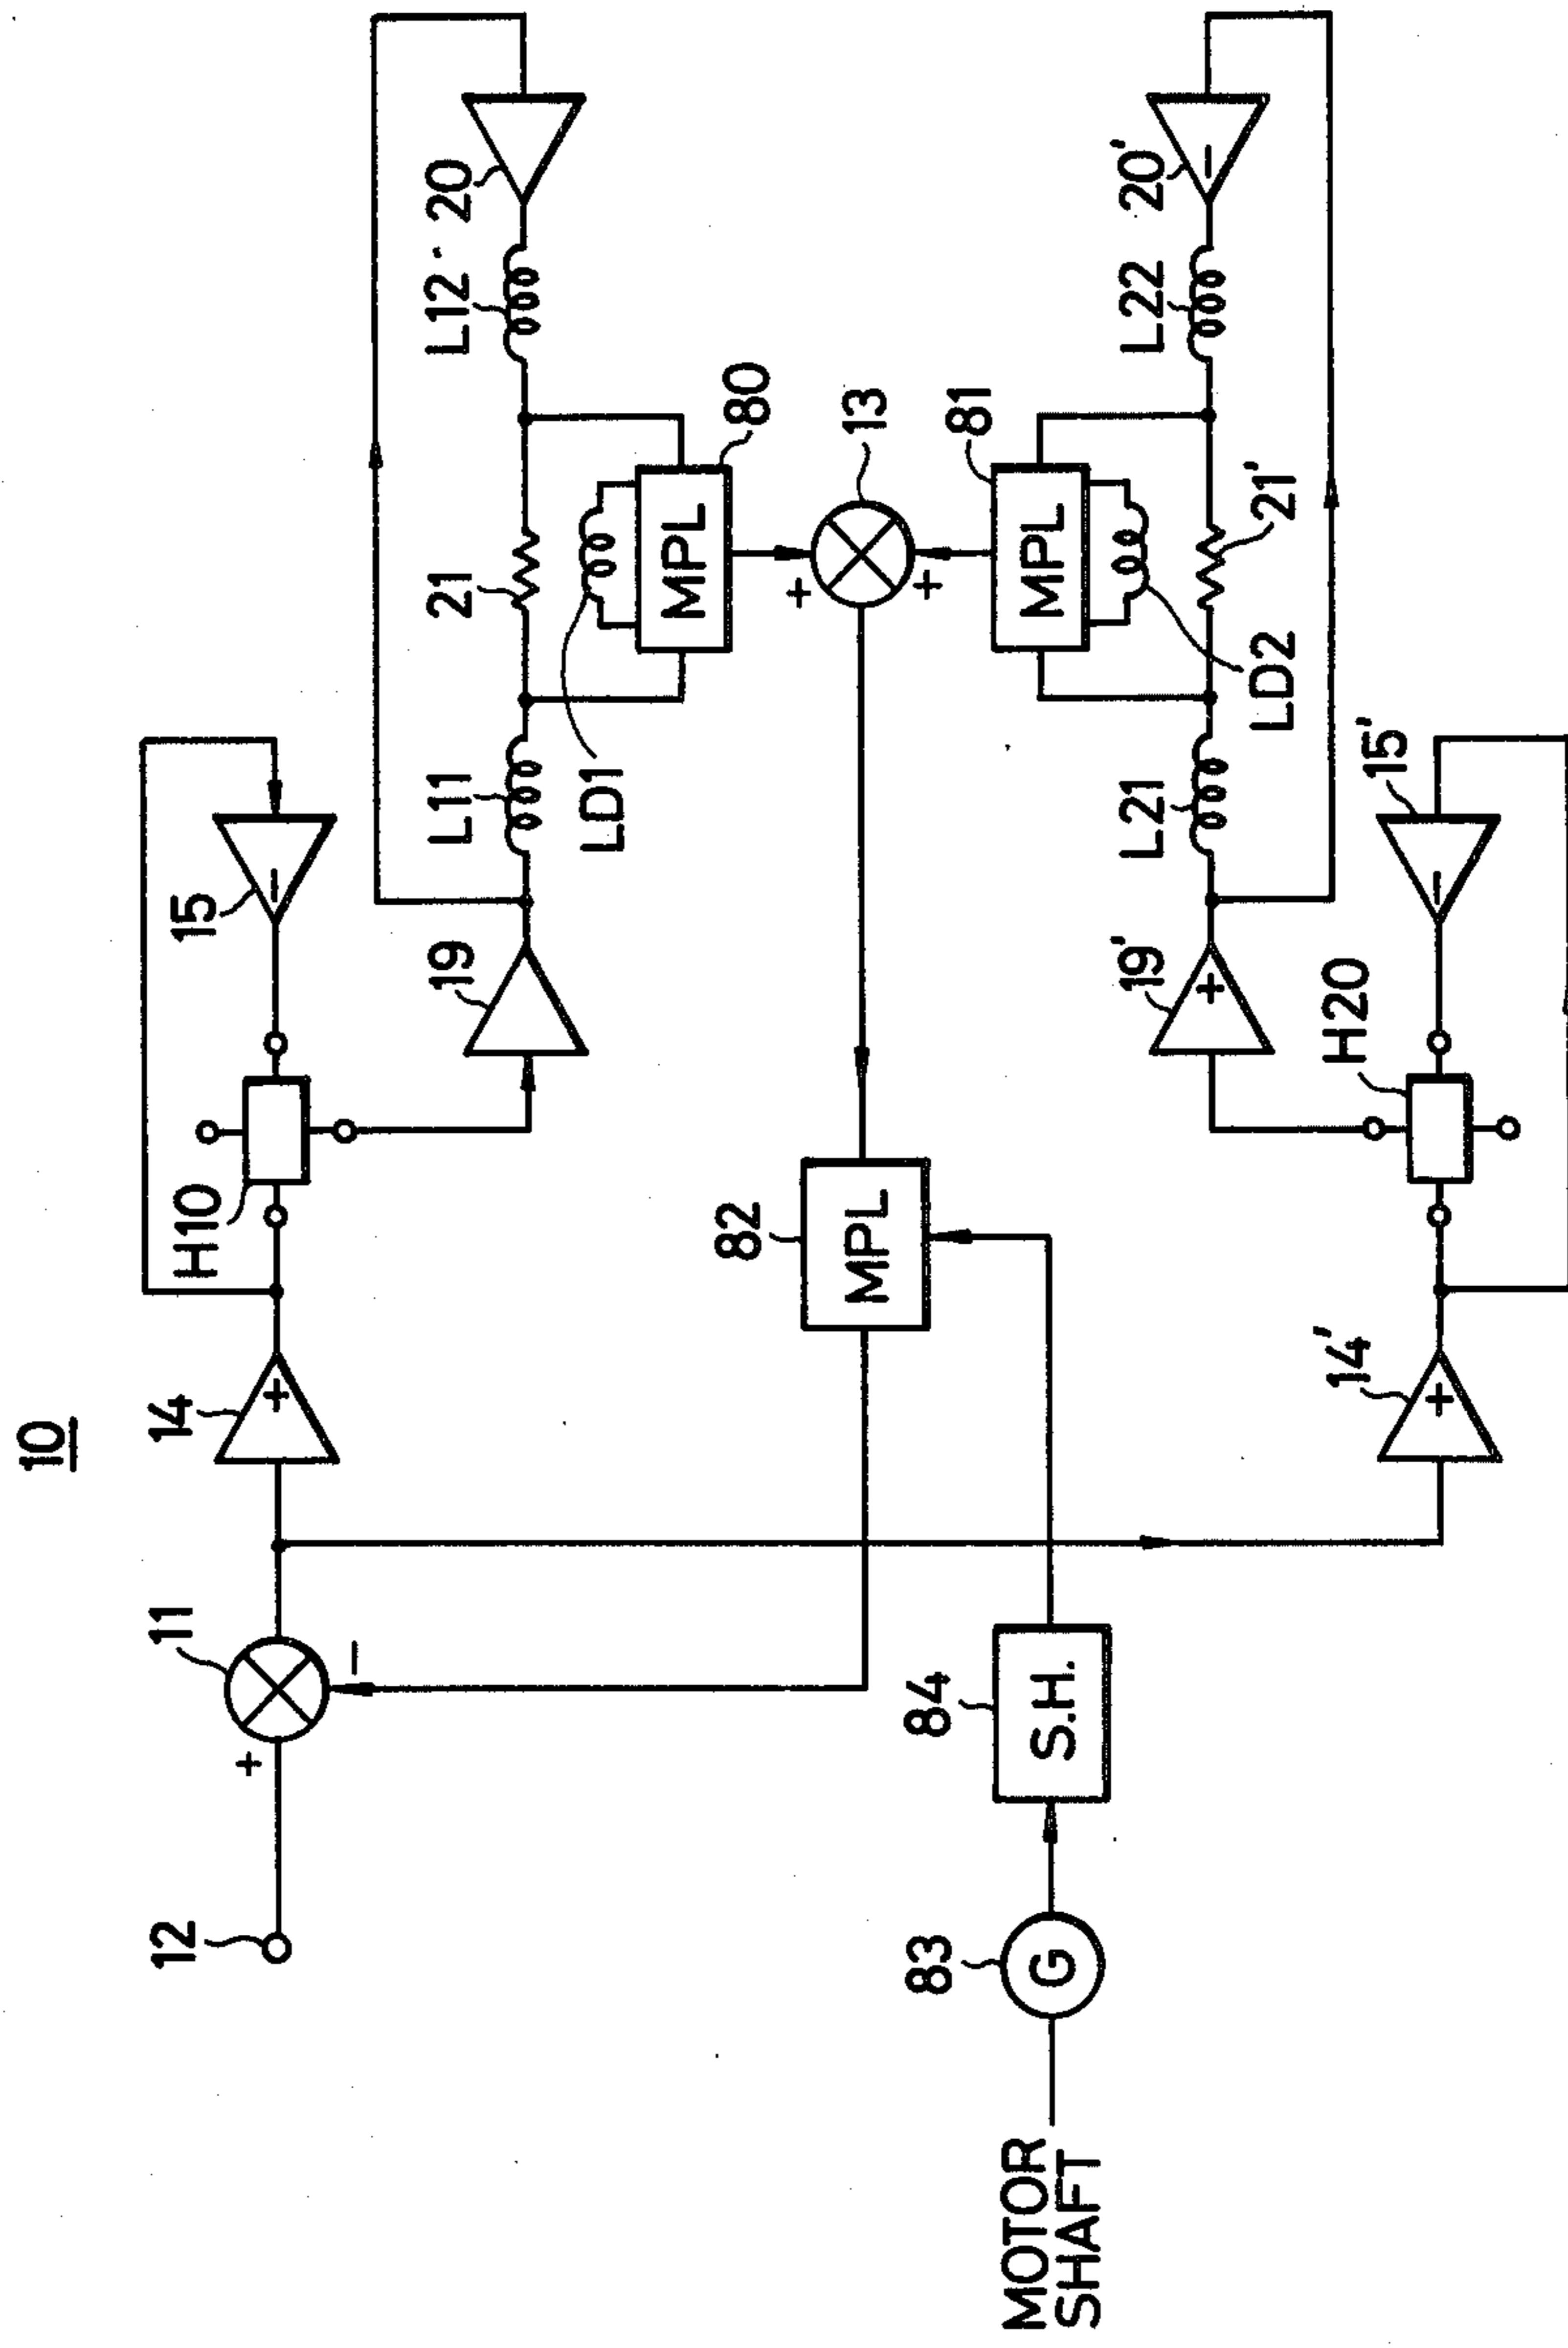 10
12
+
11
−
14
+
H10
15
−
19
L11
LD1
21
L12
20
MPL
80
+
13
+
82
MPL
81
MPL
LD2
21'
L21
L22
20'
−
19'
+
MOTOR
SHAFT
83
G
84
S.H.
14'
+
H20
15'
−